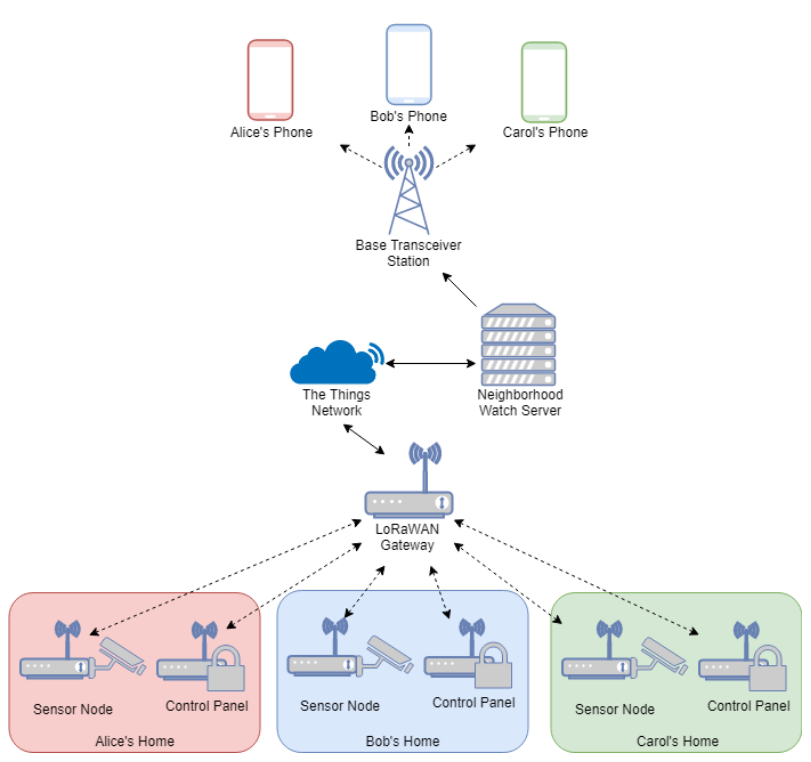 Alice's Phone
Bob's Phone
Carol's Phone
Base Transceiver
Station
The Things
Network
Neighborhood
Watch Server
LoRaWAN
Gateway
Sensor Node
Control Panel
Alice's Home
Sensor Node
Control Panel
Bob's Home
Sensor Node
Control Panel
Carol's Home